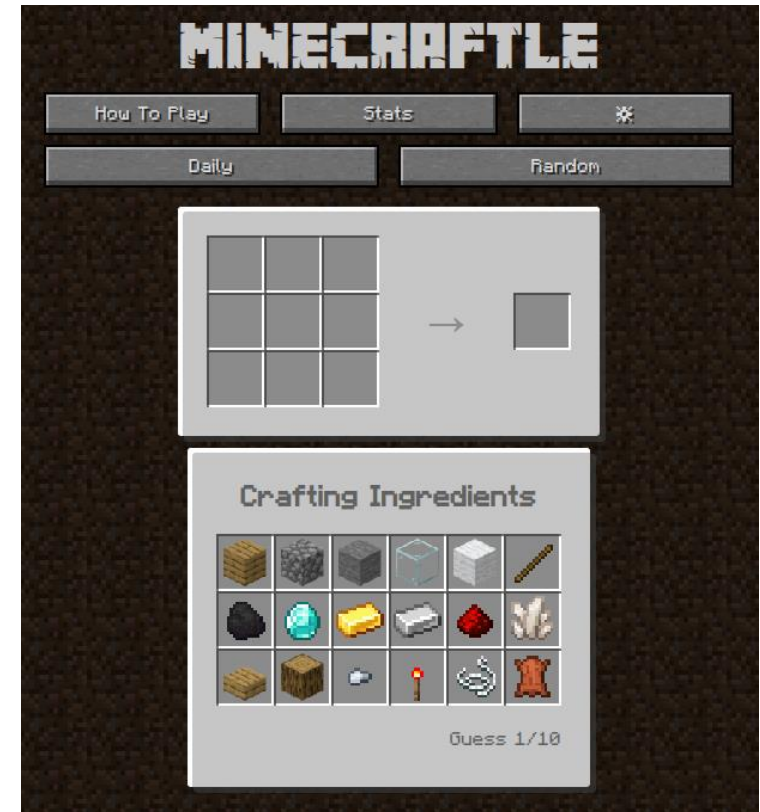 MINECRAFTLE
How To Play Stats
Daily Random
→
Crafting Ingredients
Guess 1/10